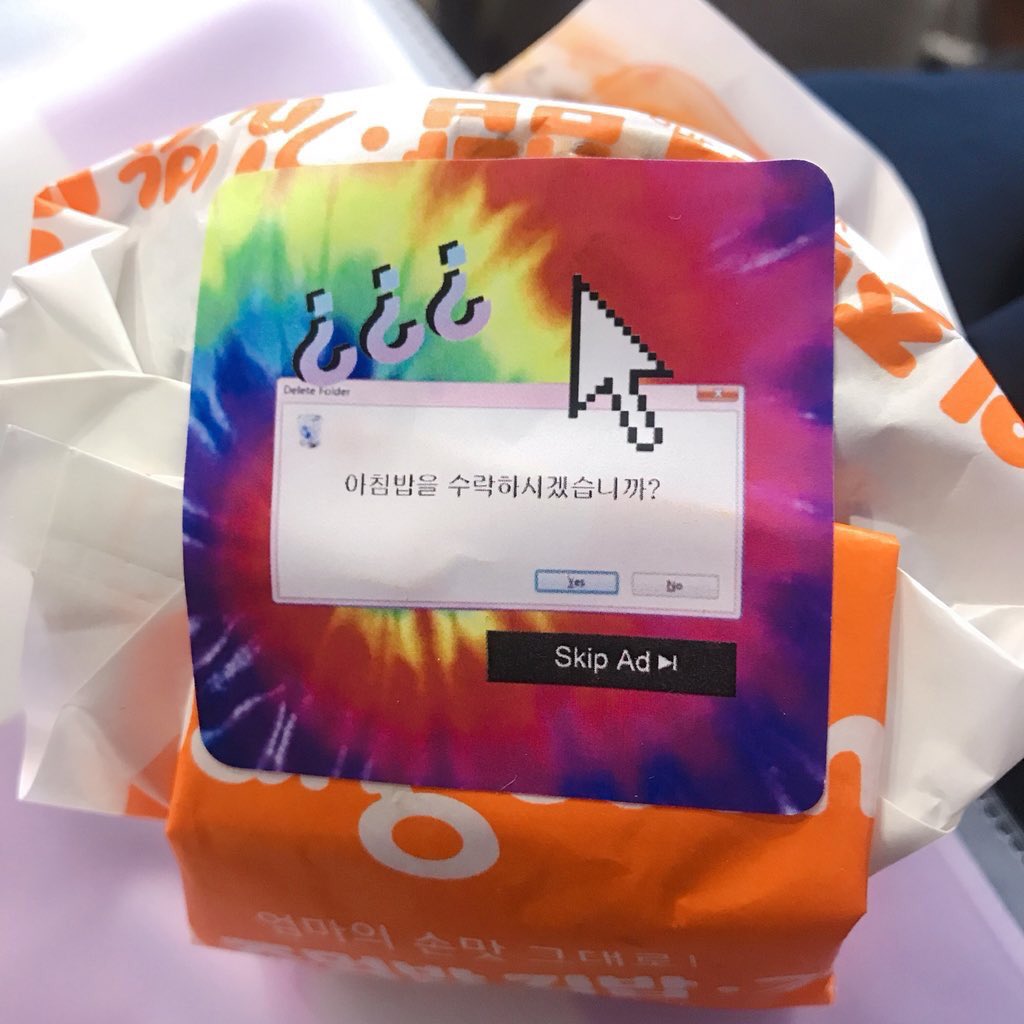 ¿¿¿
Delete Folder
아침밥을 수락하시겠습니까?
Yes
No
Skip Ad
엄마의 손맛 그대로!